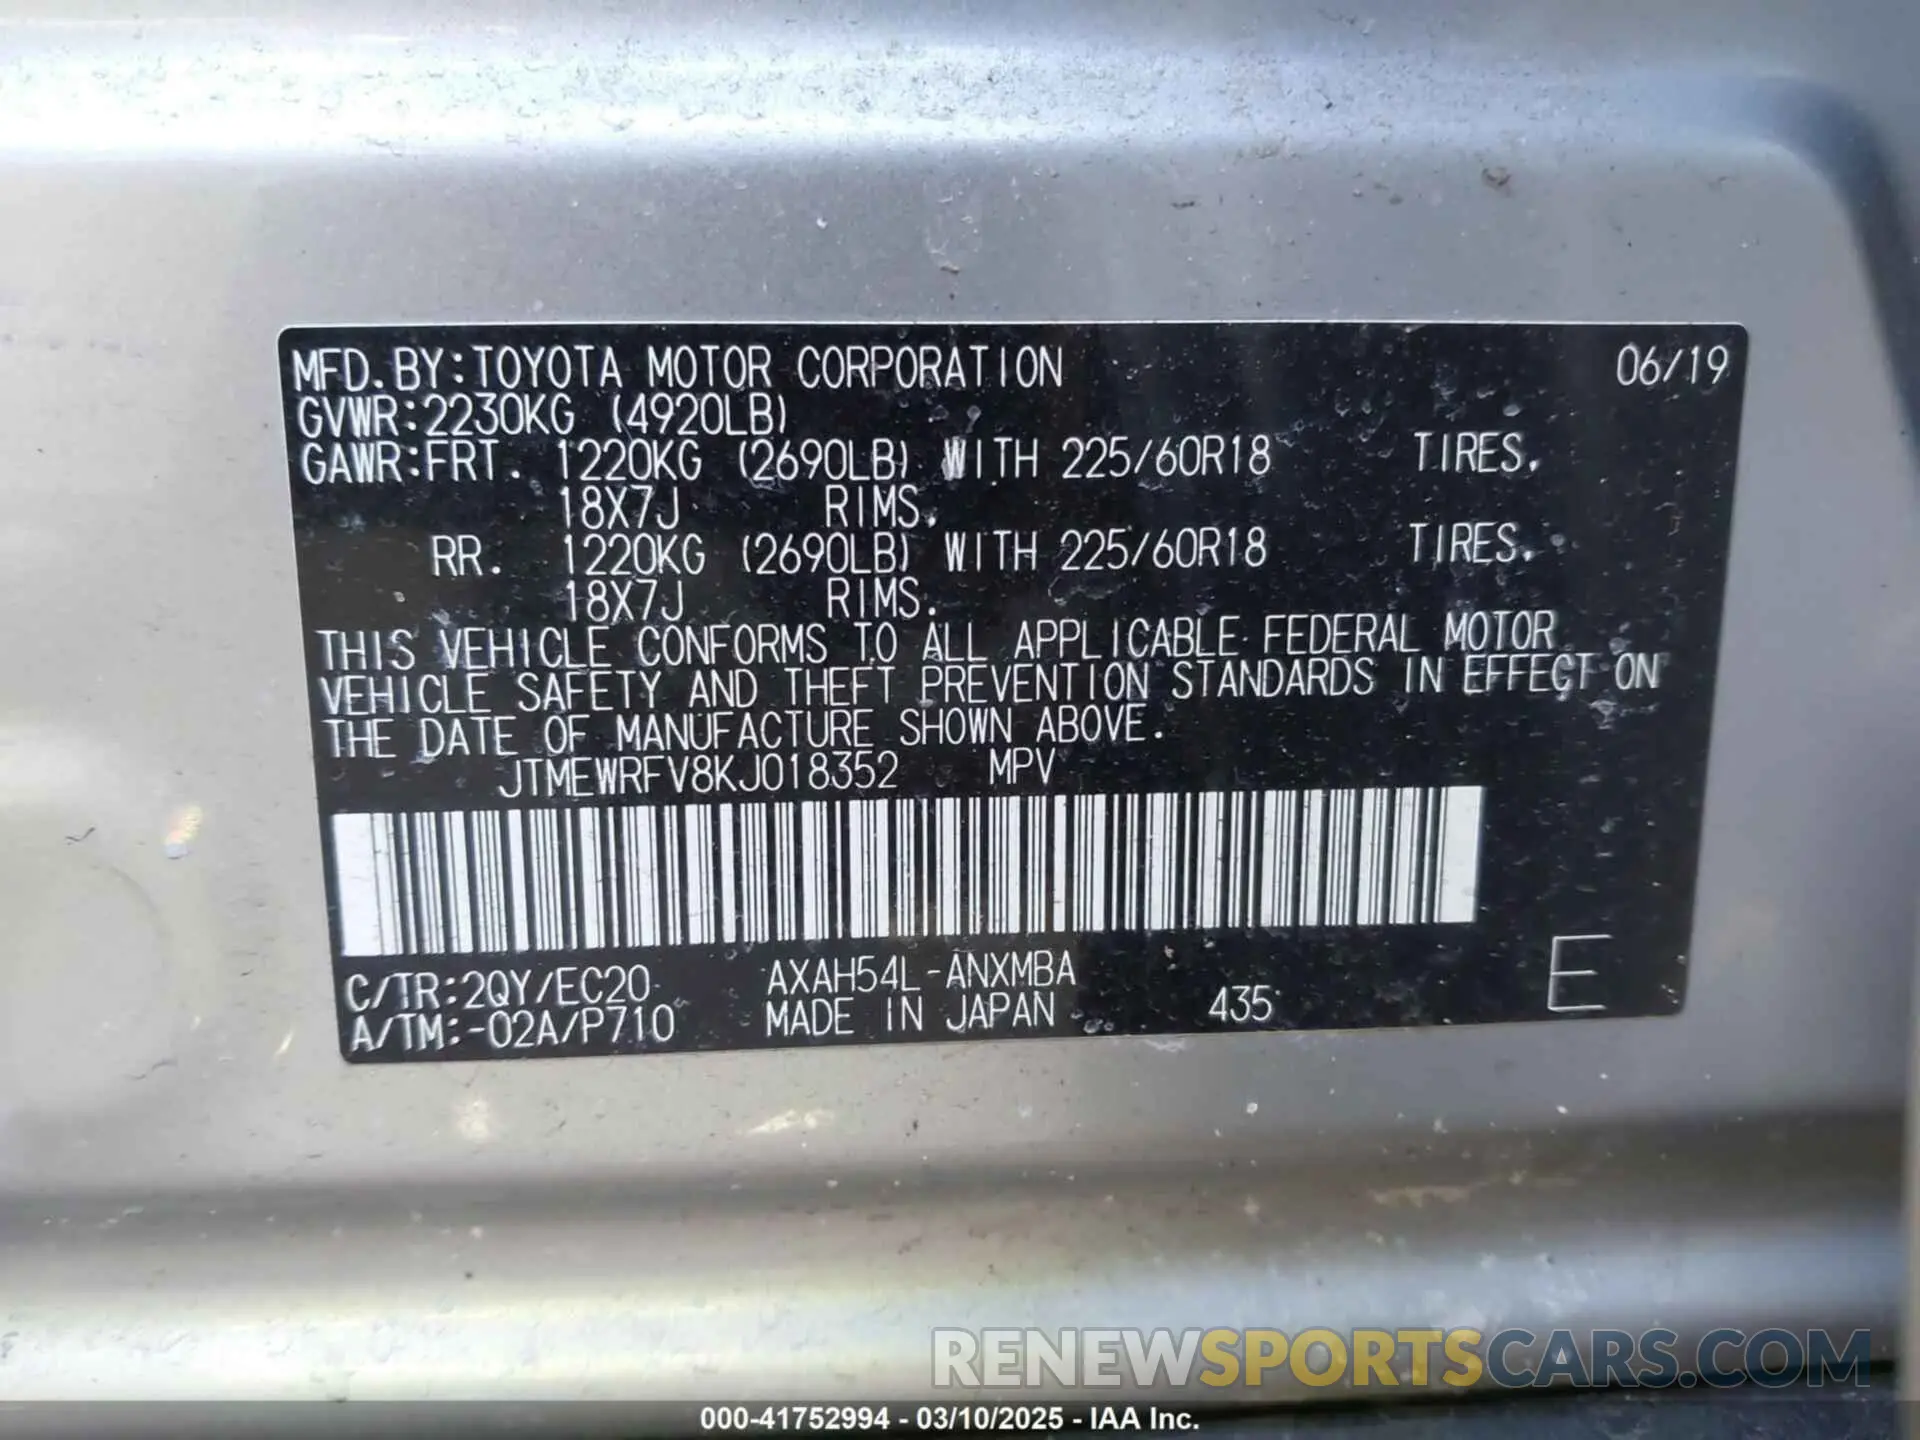 MFD. BY: TOYOTA MOTOR CORPORATION 06/19
GVWR: 2230KG (4920LB)
GAWR: FRT. 1220KG (2690LB) WITH 225/60R18 TIRES,
18X7J RIMS,
RR. 1220KG (2690LB) WITH 225/60R18 TIRES,
18X7J RIMS.
THIS VEHICLE CONFORMS TO ALL APPLICABLE FEDERAL MOTOR
VEHICLE SAFETY AND THEFT PREVENTION STANDARDS IN EFFECT ON
THE DATE OF MANUFACTURE SHOWN ABOVE.
JTMEWRFV8KJ018352 MPV
C/TR: 2QY/EC20 AXAH54L-ANXMBA
A/TM: -02A/P710 MADE IN JAPAN 435 E
RENEWSPORTSCARS.COM
000-41752994 - 03/10/2025 - IAA Inc.